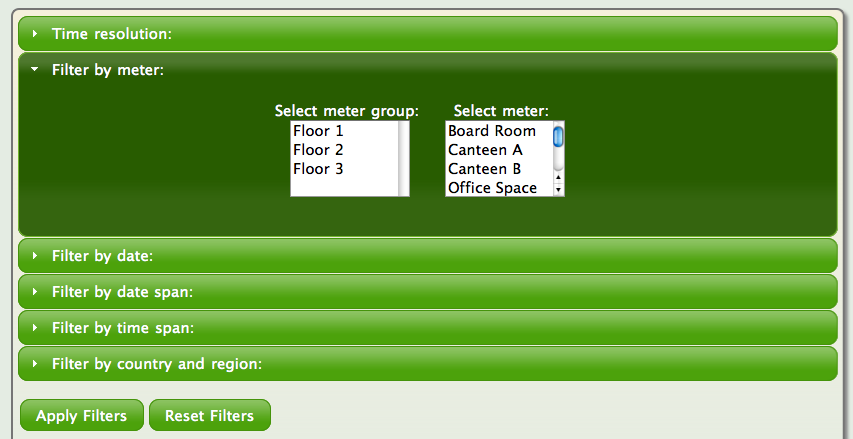 Time resolution:
Filter by meter:
Select meter group: Select meter:
Floor 1 Board Room
Floor 2 Canteen A
Floor 3 Canteen B
Office Space
Filter by date:
Filter by date span:
Filter by time span:
Filter by country and region:
Apply Filters Reset Filters